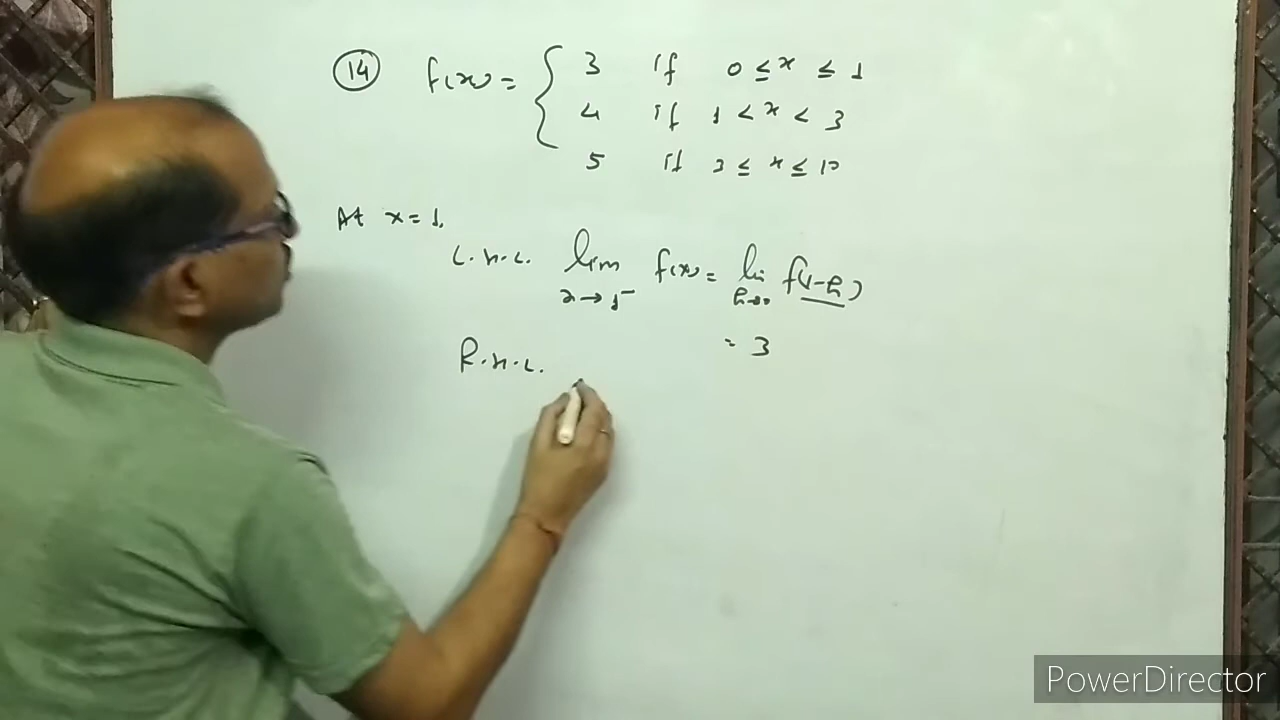 14 f(x) = { 3 if 0 ≤ x ≤ 1
4 if 1 < x < 3
5 if 3 ≤ x ≤ 10
At x = 1.
L.H.L. lim x→1⁻ f(x) = lim h→0 f(1-h)
= 3
R.H.L.
PowerDirector